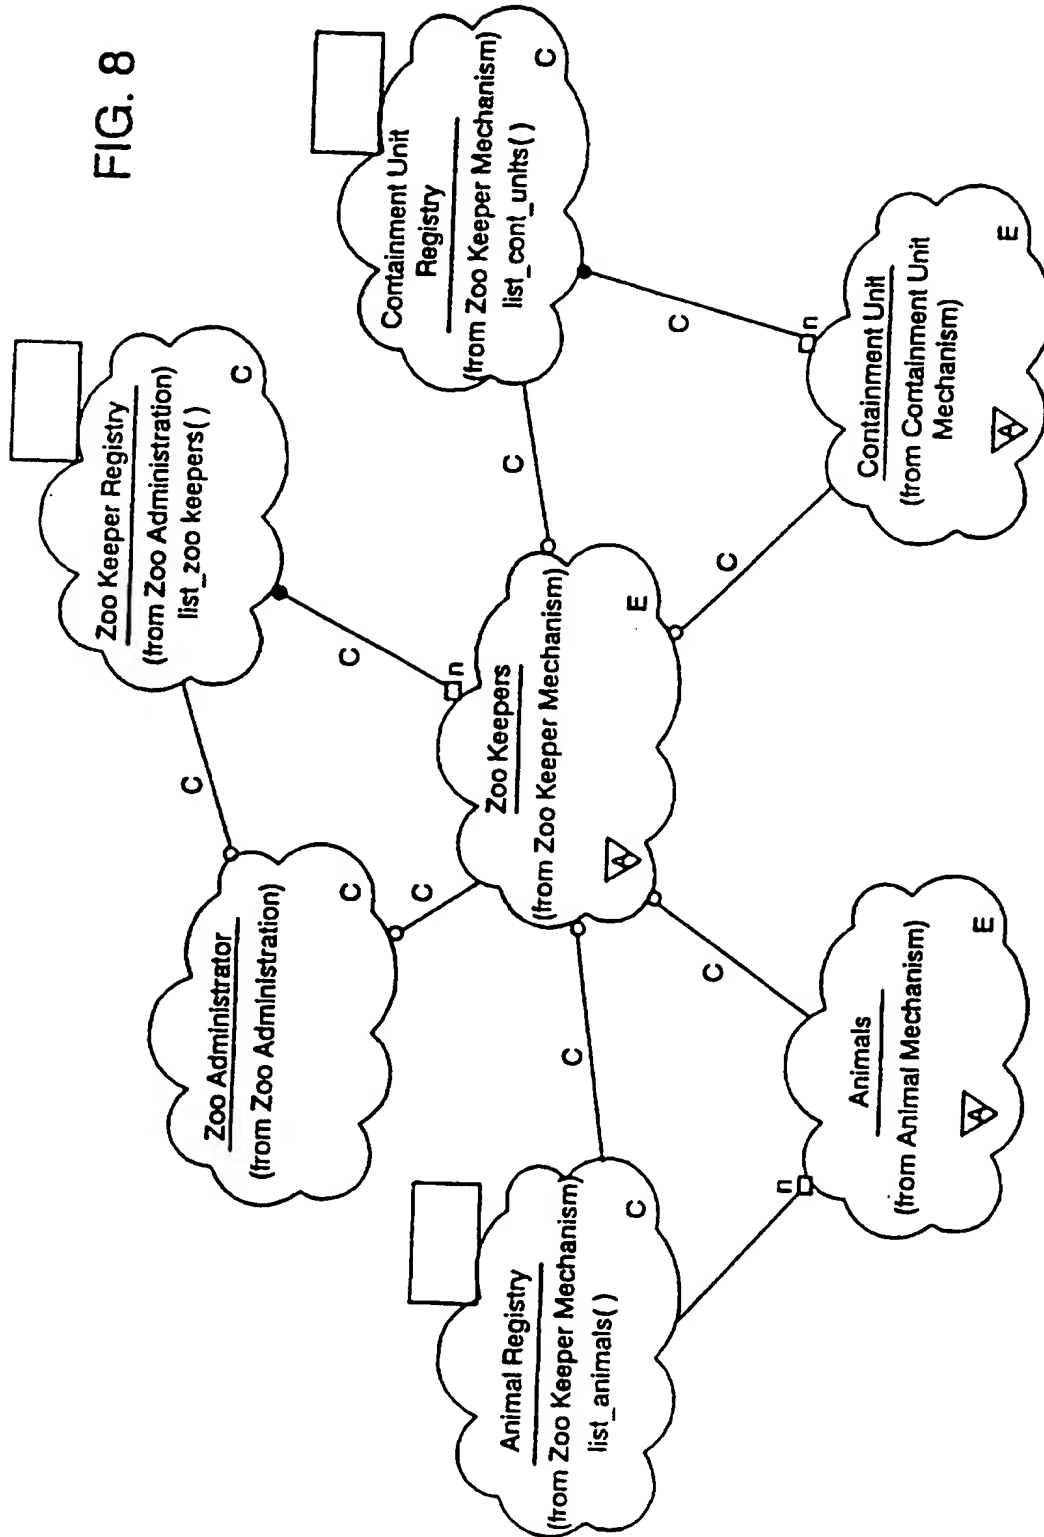 FIG. 8
Zoo Administrator
(from Zoo Administration)
C
C
Zoo Keeper Registry
(from Zoo Administration)
list_zoo keepers( )
C
C
C
n
Animal Registry
(from Zoo Keeper Mechanism)
list_animals( )
C
C
Zoo Keepers
(from Zoo Keeper Mechanism)
A
E
C
Containment Unit
Registry
(from Zoo Keeper Mechanism)
list_cont_units( )
C
n
C
C
C
n
Animals
(from Animal Mechanism)
A
E
Containment Unit
(from Containment Unit
Mechanism)
A
E